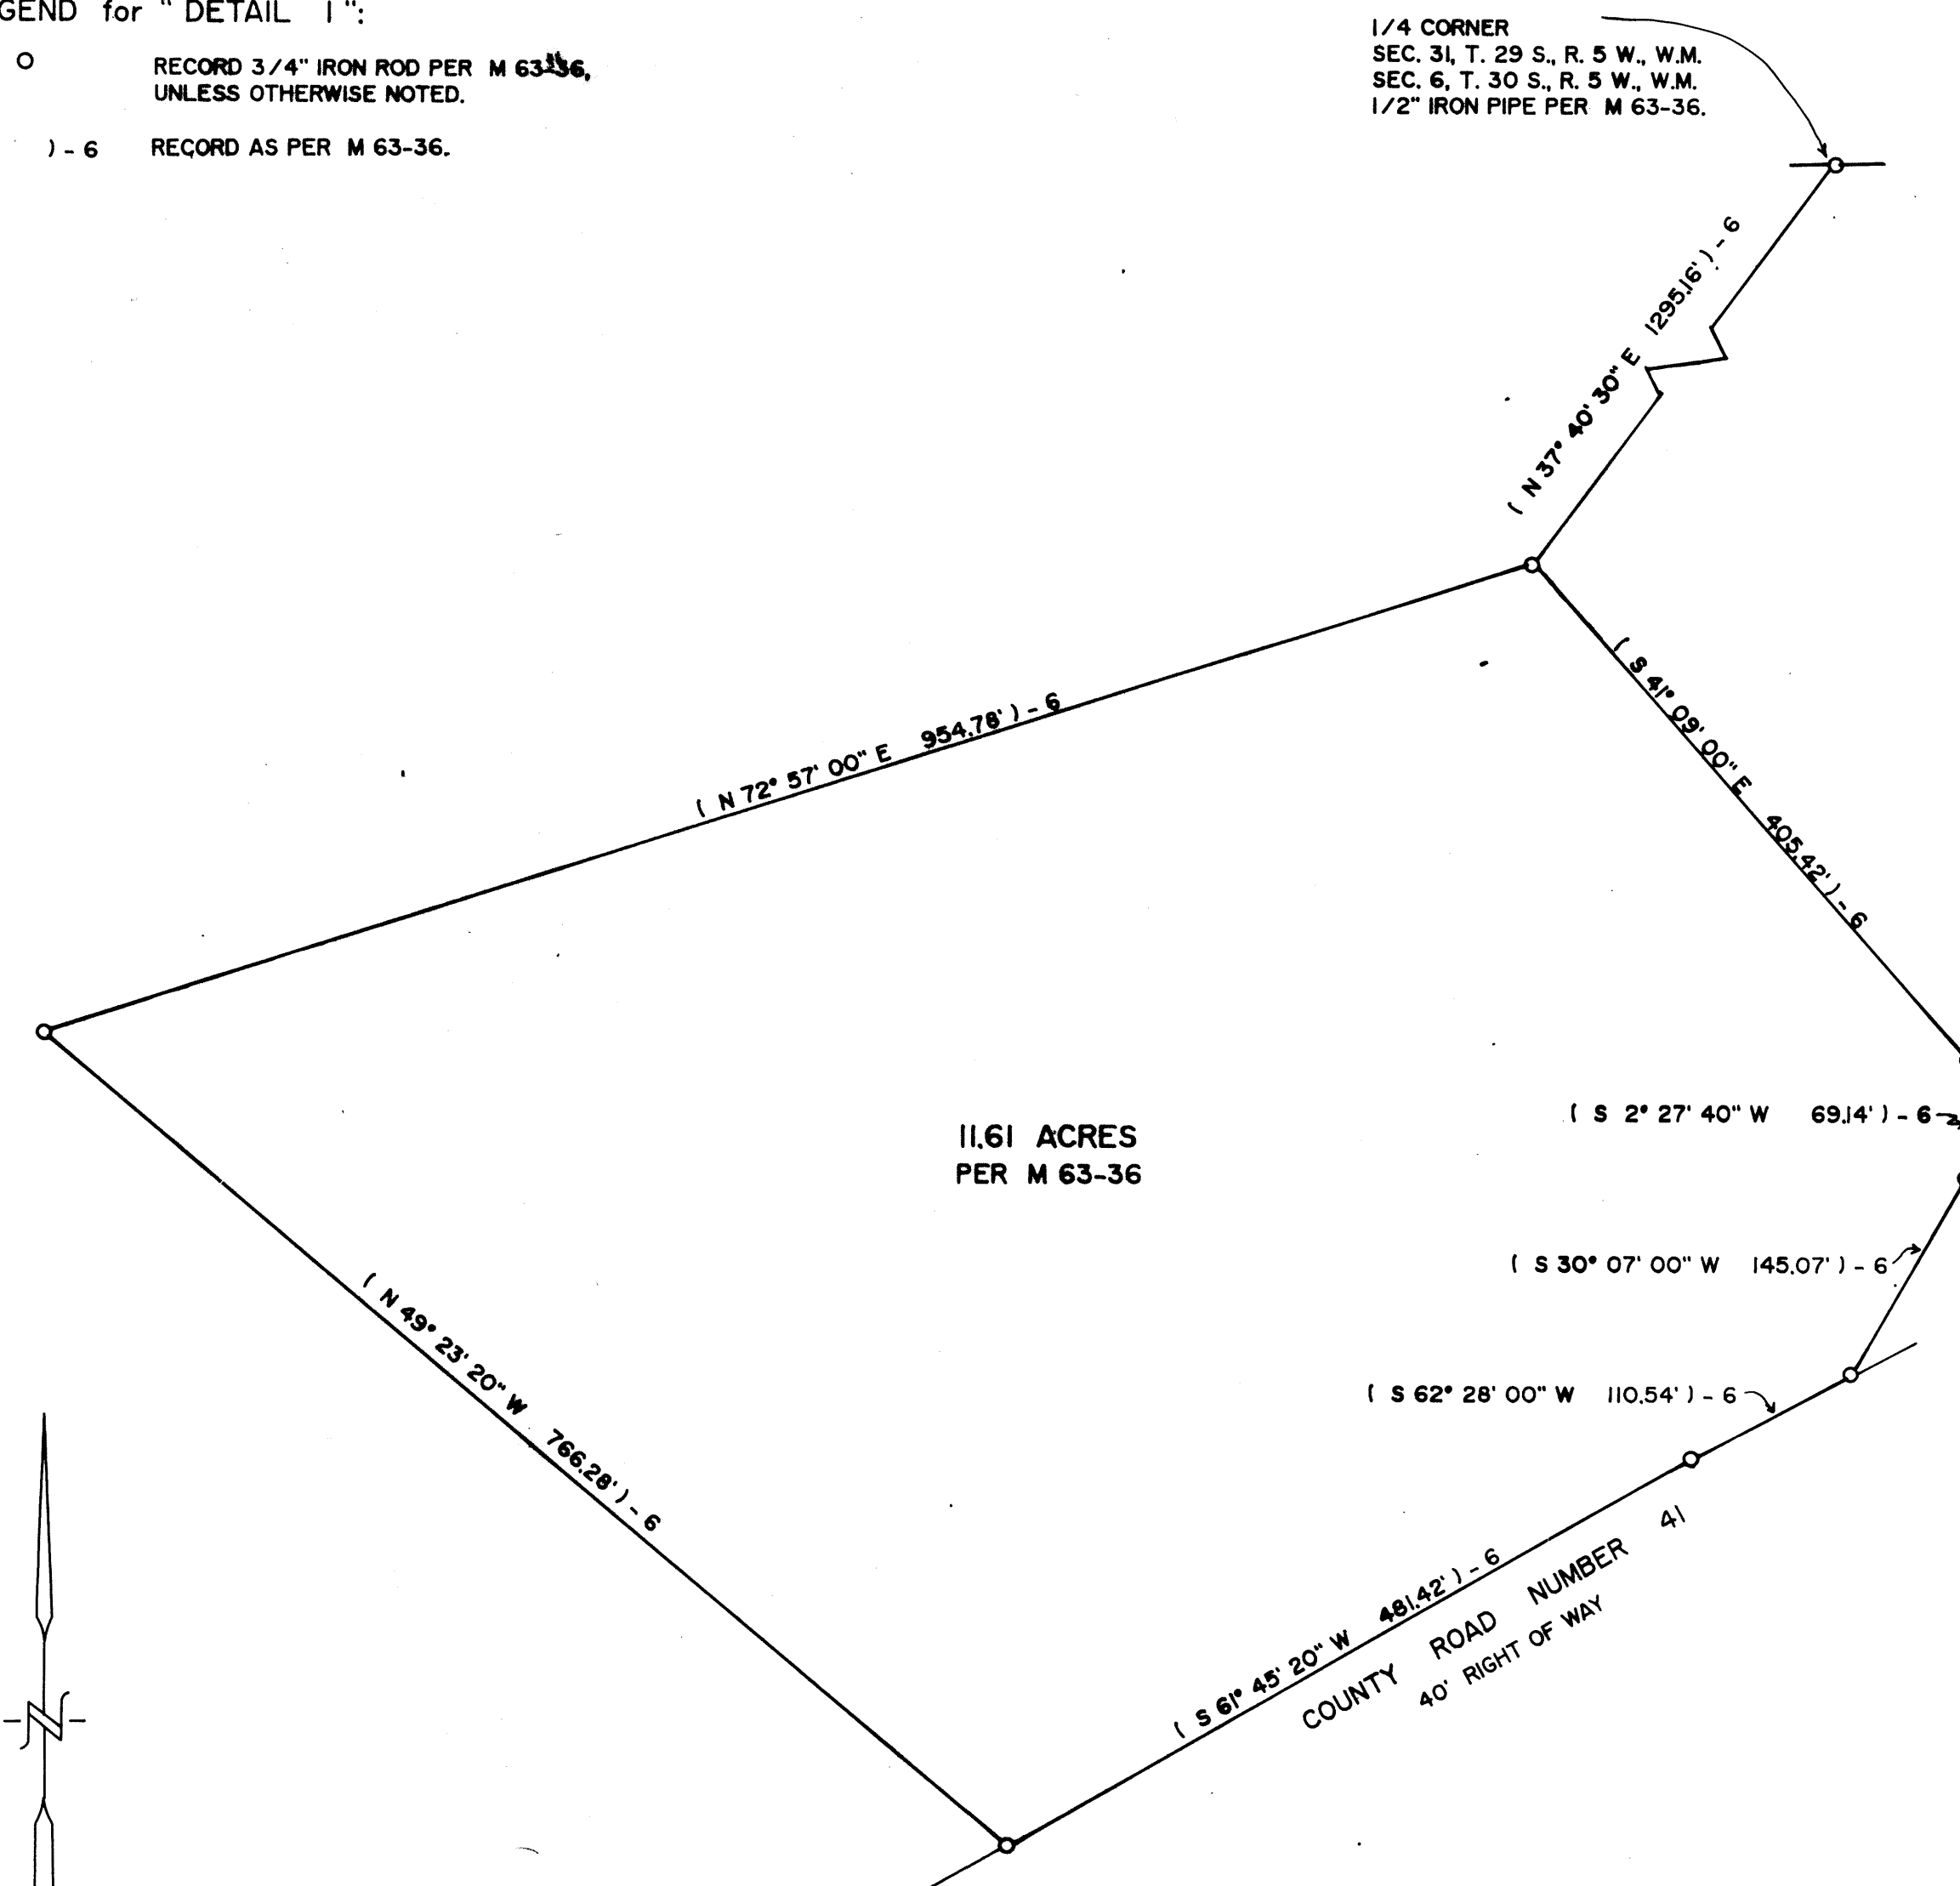 GEND for " DETAIL 1 ":
RECORD 3/4" IRON ROD PER M 63-36,
UNLESS OTHERWISE NOTED.
) - 6 RECORD AS PER M 63-36.
1/4 CORNER
SEC. 31, T. 29 S., R. 5 W., W.M.
SEC. 6, T. 30 S., R. 5 W., W.M.
1/2" IRON PIPE PER M 63-36.
( N 37° 40' 30" E 1295.16' ) - 6
( N 72° 57' 00" E 954.78' ) - 6
( S 41° 09' 00" E 405.42' ) - 6
( S 2° 27' 40" W 69.14' ) - 6
11.61 ACRES
PER M 63-36
( S 30° 07' 00" W 145.07' ) - 6
( N 49° 23' 20" W 766.28' ) - 6
( S 62° 28' 00" W 110.54' ) - 6
( S 61° 45' 20" W 481.42' ) - 6
COUNTY ROAD NUMBER 41
40' RIGHT OF WAY
N